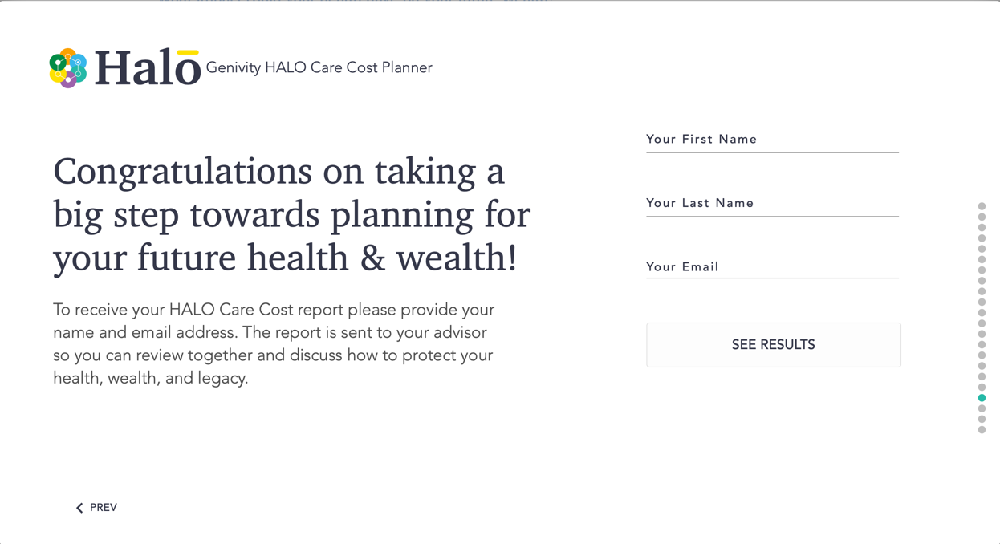 Halō Genivity HALO Care Cost Planner
Congratulations on taking a
big step towards planning for
your future health & wealth!
To receive your HALO Care Cost report please provide your
name and email address. The report is sent to your advisor
so you can review together and discuss how to protect your
health, wealth, and legacy.
Your First Name
Your Last Name
Your Email
SEE RESULTS
PREV